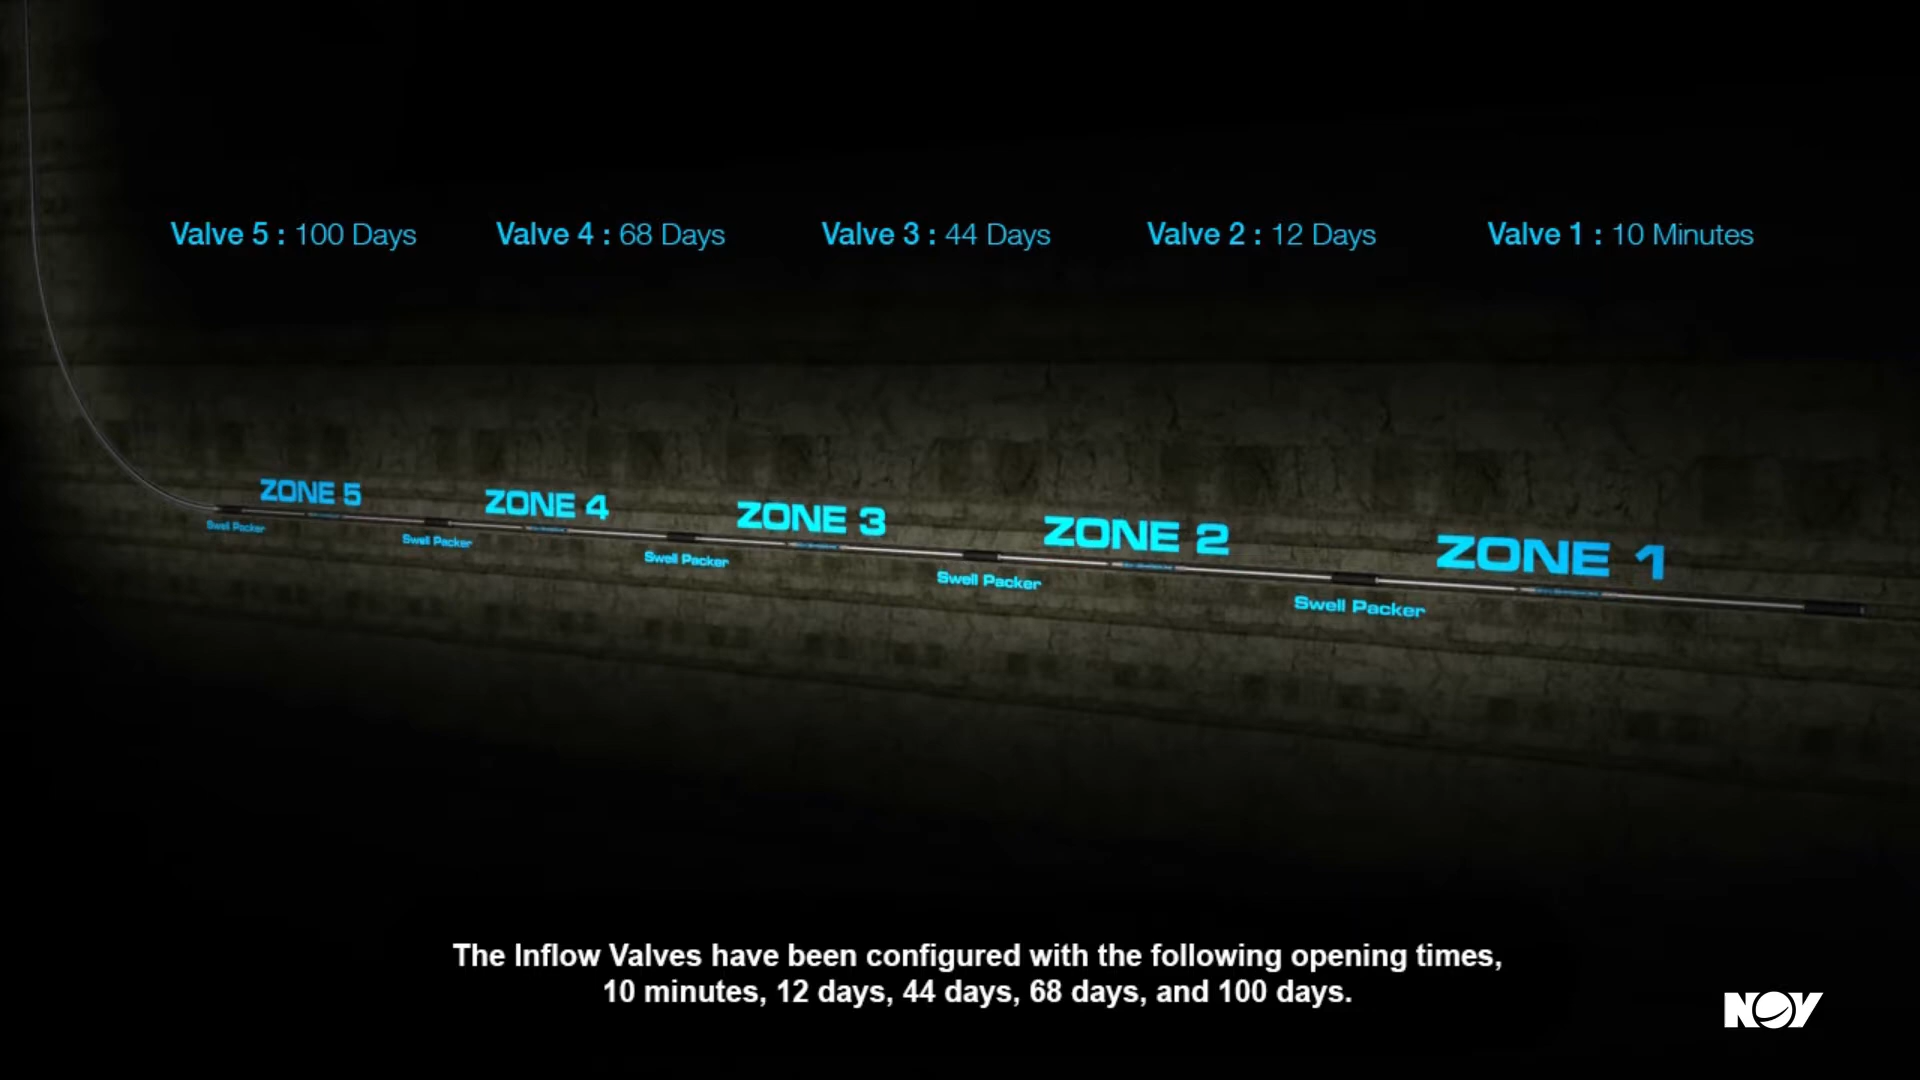 Valve 5 : 100 Days
Valve 4 : 68 Days
Valve 3 : 44 Days
Valve 2 : 12 Days
Valve 1 : 10 Minutes
ZONE 5
ZONE 4
ZONE 3
ZONE 2
ZONE 1
Swell Packer
Swell Packer
Swell Packer
Swell Packer
Swell Packer
The Inflow Valves have been configured with the following opening times,
10 minutes, 12 days, 44 days, 68 days, and 100 days.
NOV